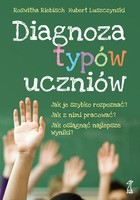 Roswitha Riebisch Hubert Luszczynski
Diagnoza
typów
uczniów
Jak je szybko rozpoznać?
Jak z nimi pracować?
Jak osiągnąć najlepsze
wyniki?